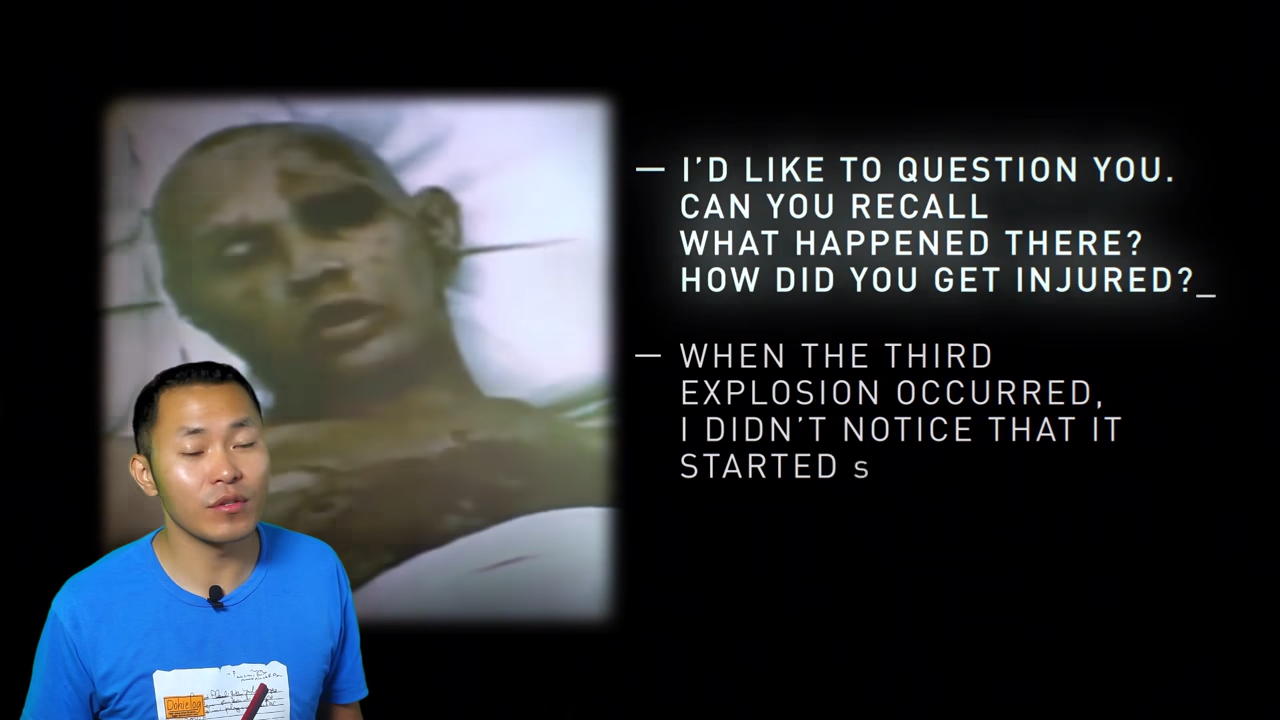 — I'D LIKE TO QUESTION YOU.
CAN YOU RECALL
WHAT HAPPENED THERE?
HOW DID YOU GET INJURED?_
— WHEN THE THIRD
EXPLOSION OCCURRED,
I DIDN'T NOTICE THAT IT
STARTED s